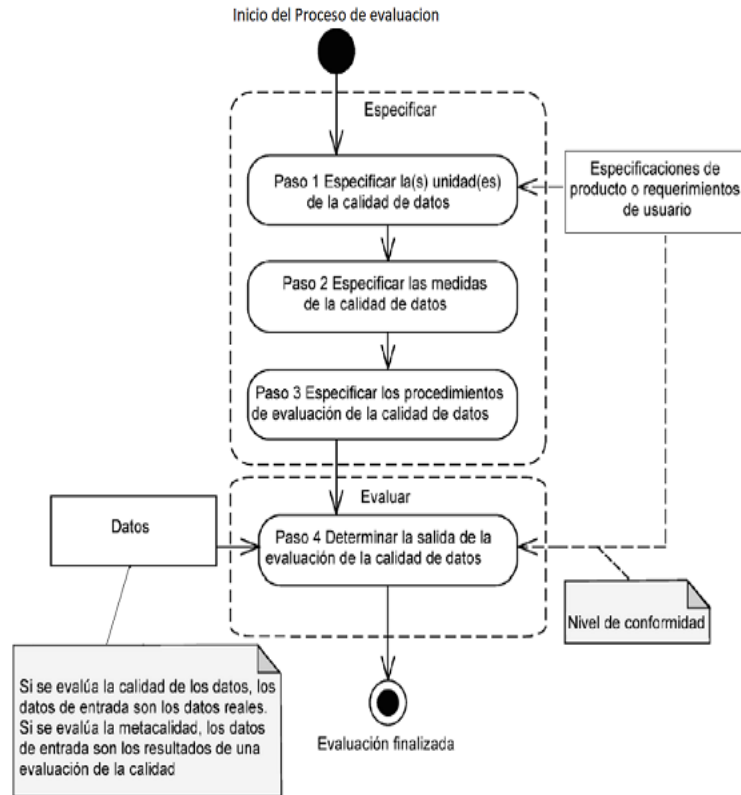 Inicio del Proceso de evaluacion
Especificar
Paso 1 Especificar la(s) unidad(es)
de la calidad de datos
Especificaciones de
producto o requerimientos
de usuario
Paso 2 Especificar las medidas
de la calidad de datos
Paso 3 Especificar los procedimientos
de evaluación de la calidad de datos
Evaluar
Datos
Paso 4 Determinar la salida de la
evaluación de la calidad de datos
Nivel de conformidad
Si se evalúa la calidad de los datos, los
datos de entrada son los datos reales.
Si se evalúa la metacalidad, los datos
de entrada son los resultados de una
evaluación de la calidad
Evaluación finalizada